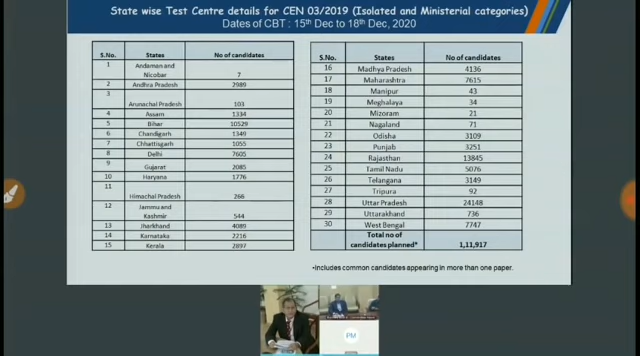 State wise Test Centre details for CEN 03/2019 (Isolated and Ministerial categories)
Dates of CBT : 15th Dec to 18th Dec, 2020
S.No. States No of candidates
1 Andaman and Nicobar 7
2 Andhra Pradesh 2989
3 Arunachal Pradesh 103
4 Assam 1334
5 Bihar 10529
6 Chandigarh 1349
7 Chhattisgarh 1055
8 Delhi 7605
9 Gujarat 2085
10 Haryana 1776
11 Himachal Pradesh 266
12 Jammu and Kashmir 544
13 Jharkhand 4089
14 Karnataka 2216
15 Kerala 2897
S.No. States No of candidates
16 Madhya Pradesh 4136
17 Maharashtra 7615
18 Manipur 43
19 Meghalaya 34
20 Mizoram 21
21 Nagaland 71
22 Odisha 3109
23 Punjab 3251
24 Rajasthan 13845
25 Tamil Nadu 5076
26 Telangana 3149
27 Tripura 92
28 Uttar Pradesh 24148
29 Uttarakhand 736
30 West Bengal 7747
Total no of candidates planned* 1,11,917
•Includes common candidates appearing in more than one paper.
PM